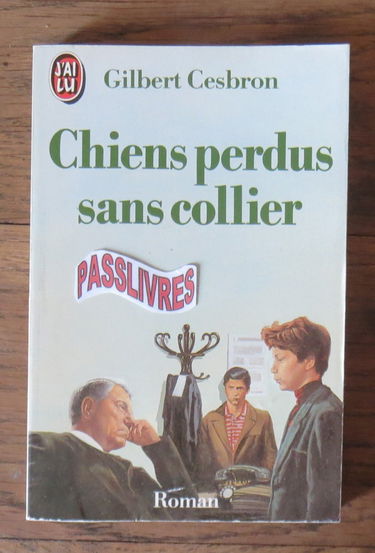 J'AI
LU
Gilbert Cesbron
Chiens perdus
sans collier
PASSLIVRES
Roman